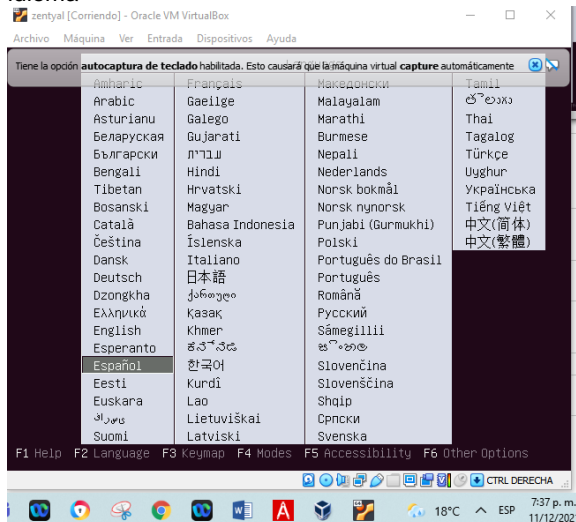 idioma
zentyal [Corriendo] - Oracle VM VirtualBox
Archivo Máquina Ver Entrada Dispositivos Ayuda
Tiene la opción autocaptura de teclado habilitada. Esto causará que la máquina virtual capture automáticamente
Amharic Français Македонски Tamil
Arabic Gaeilge Malayalam
Asturianu Galego Marathi Thai
Беларуская Gujarati Burmese Tagalog
Български עברית Nepali Türkçe
Bengali Hindi Nederlands Uyghur
Tibetan Hrvatski Norsk bokmål Українська
Bosanski Magyar Norsk nynorsk Tiếng Việt
Català Bahasa Indonesia Punjabi (Gurmukhi) 中文(简体)
Čeština Íslenska Polski 中文(繁體)
Dansk Italiano Português do Brasil
Deutsch 日本語 Português
Dzongkha ქართული Română
Ελληνικά Қазақ Русский
English Khmer Sámegillii
Esperanto
Español 한국어 Slovenčina
Eesti Kurdî Slovenščina
Euskara Lao Shqip
Lietuviškai Српски
Suomi Latviski Svenska
F1 Help F2 Language F3 Keymap F4 Modes F5 Accessibility F6 Other Options
CTRL DERECHA
18°C ESP 7:37 p. m.
11/12/202